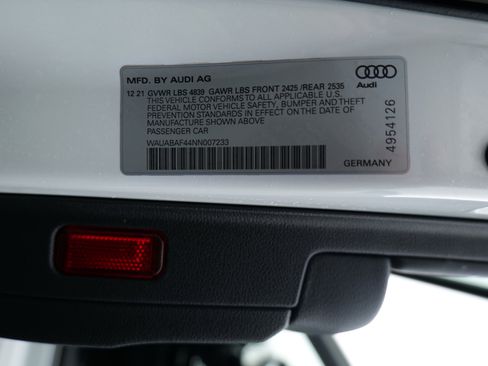 MFD. BY AUDI AG
12 21 GVWR LBS 4839 GAWR LBS FRONT 2425 /REAR 2535
THIS VEHICLE CONFORMS TO ALL APPLICABLE U.S.
FEDERAL MOTOR VEHICLE SAFETY, BUMPER AND THEFT
PREVENTION STANDARDS IN EFFECT ON THE DATE OF
MANUFACTURE SHOWN ABOVE
PASSENGER CAR
WAUABAF44NN007233
GERMANY
Audi
4954126